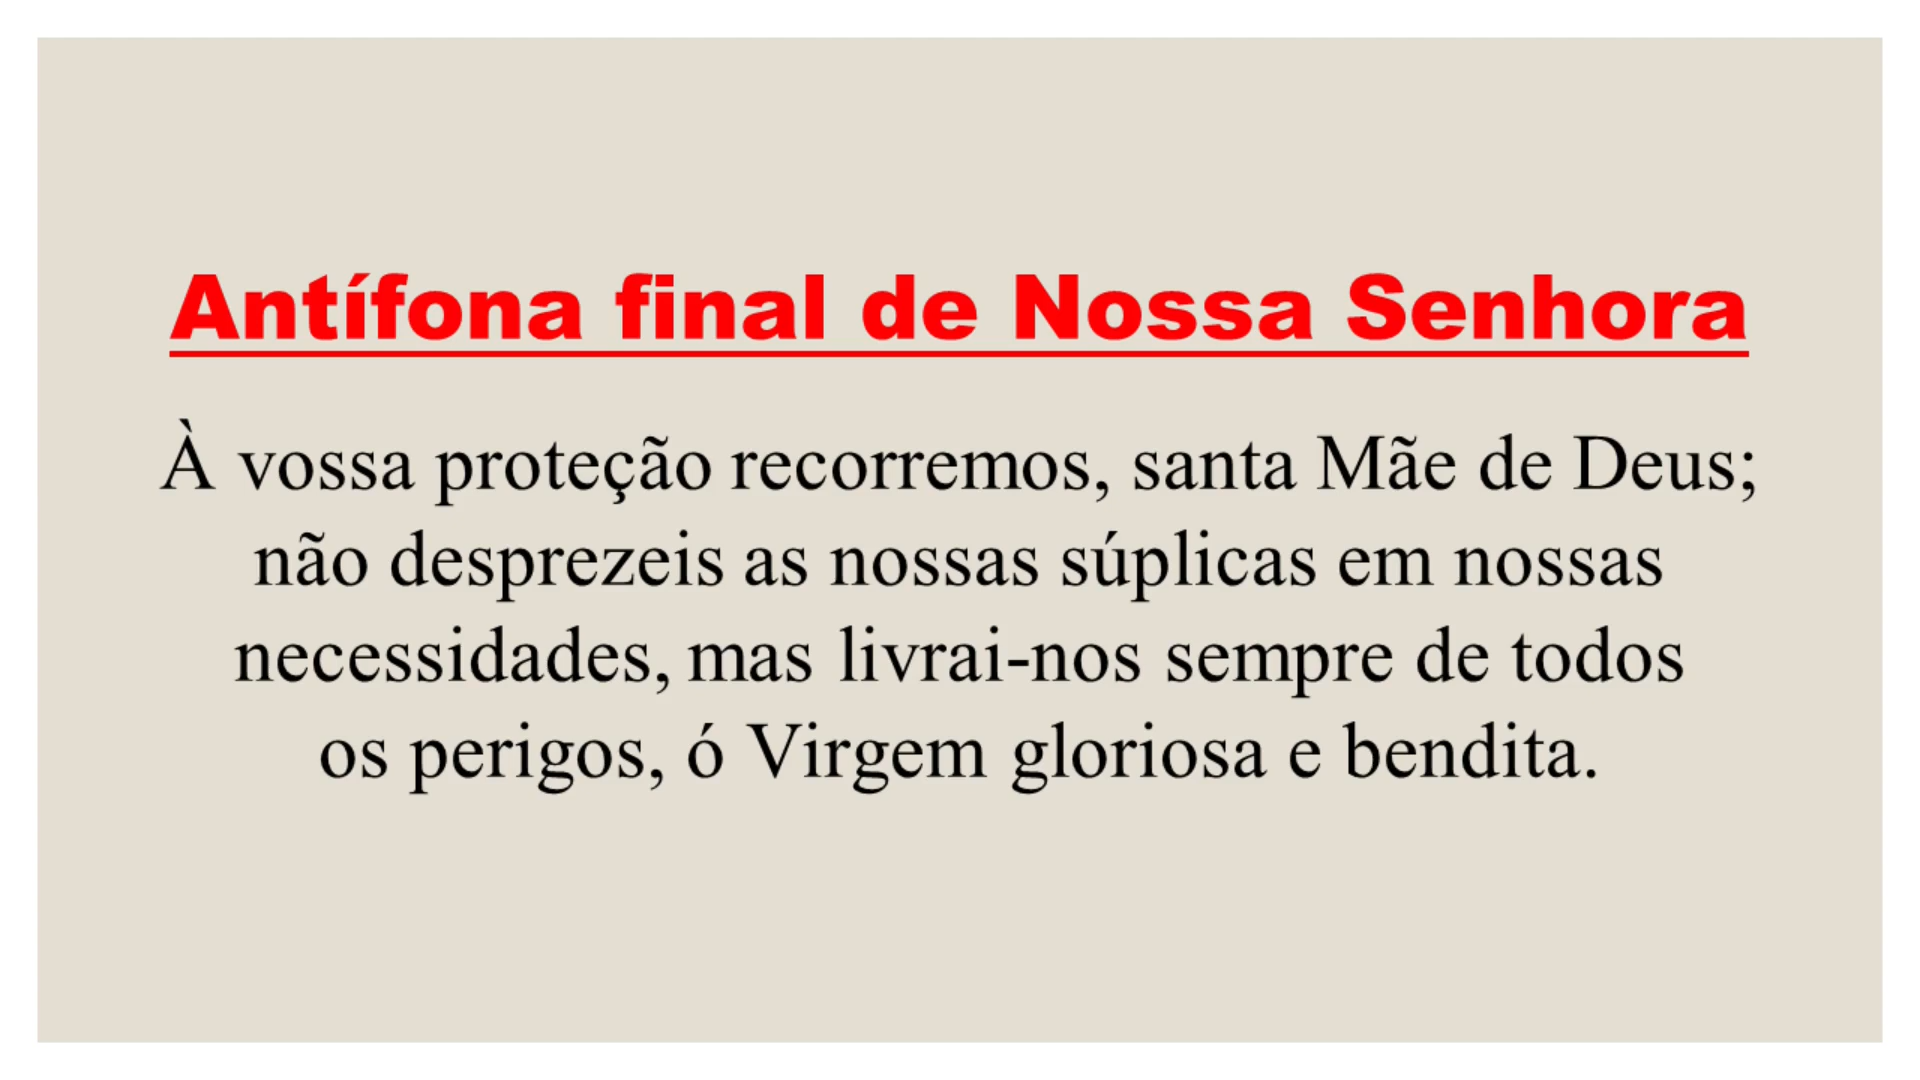 Antífona final de Nossa Senhora
À vossa proteção recorremos, santa Mãe de Deus;
não desprezeis as nossas súplicas em nossas
necessidades, mas livrai-nos sempre de todos
os perigos, ó Virgem gloriosa e bendita.